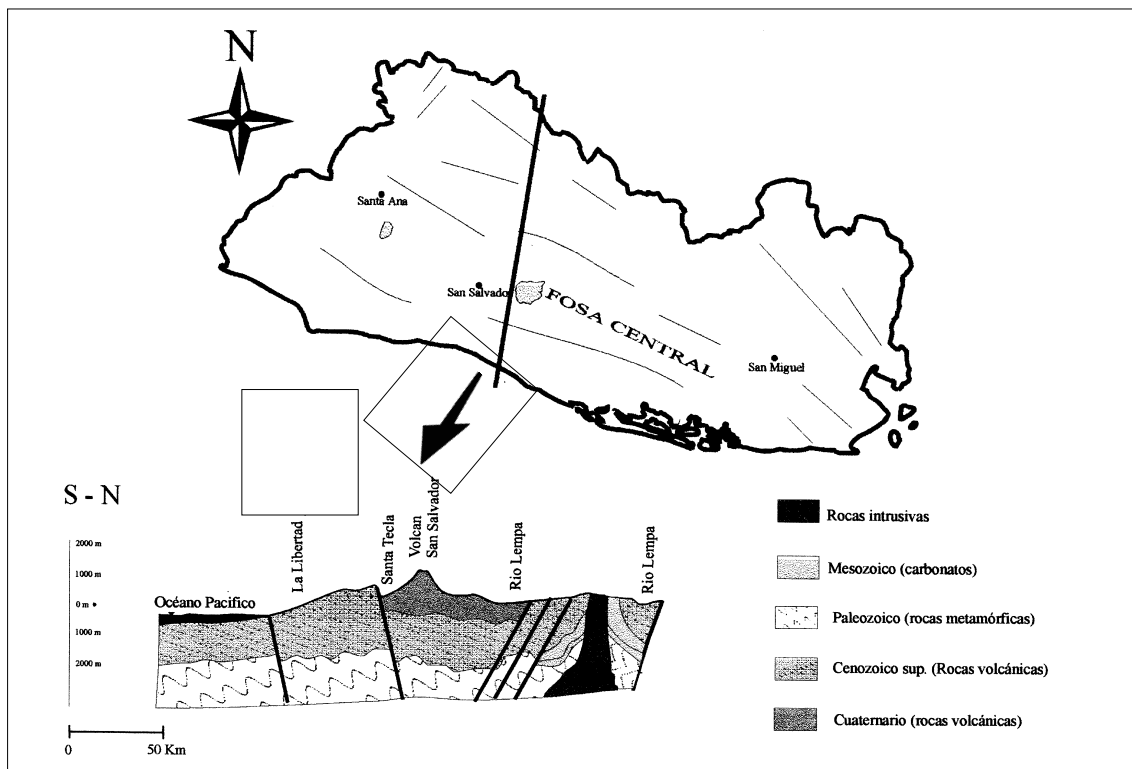 N
Santa Ana
San Salvador
FOSA CENTRAL
San Miguel
S - N
La Libertad
Santa Tecla
Volcan
San Salvador
Rio Lempa
Rio Lempa
2000 m
1000 m
0 m
1000 m
2000 m
Océano Pacifico
0
50 Km
Rocas intrusivas
Mesozoico (carbonatos)
Paleozoico (rocas metamórficas)
Cenozoico sup. (Rocas volcánicas)
Cuaternario (rocas volcánicas)